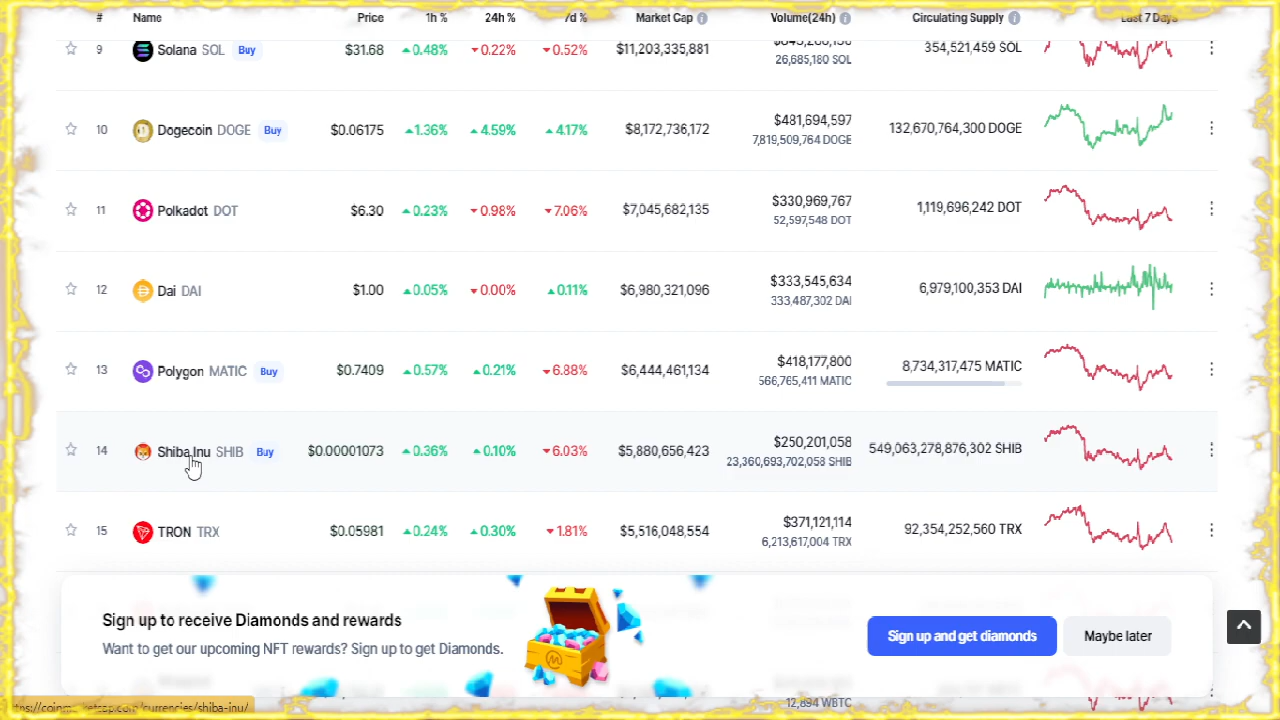 # Name Price 1h % 24h % 7d % Market Cap Volume(24h) Circulating Supply Last 7 Days
9 Solana SOL Buy $31.68 0.48% 0.22% 0.52% $11,203,335,881 354,521,459 SOL
26,685,180 SOL
10 Dogecoin DOGE Buy $0.06175 1.36% 4.59% 4.17% $8,172,736,172 $481,694,597 132,670,764,300 DOGE
7,819,509,764 DOGE
11 Polkadot DOT $6.30 0.23% 0.98% 7.06% $7,045,682,135 $330,969,767 1,119,696,242 DOT
52,597,548 DOT
12 Dai DAI $1.00 0.05% 0.00% 0.11% $6,980,321,096 $333,545,634 6,979,100,353 DAI
333,487,302 DAI
13 Polygon MATIC Buy $0.7409 0.57% 0.21% 6.88% $6,444,461,134 $418,177,800 8,734,317,475 MATIC
566,765,411 MATIC
14 Shiba Inu SHIB Buy $0.00001073 0.36% 0.10% 6.03% $5,880,656,423 $250,201,058 549,063,278,876,302 SHIB
23,360,693,702,058 SHIB
15 TRON TRX $0.05981 0.24% 0.30% 1.81% $5,516,048,554 $371,121,114 92,354,252,560 TRX
6,213,617,004 TRX
Sign up to receive Diamonds and rewards
Want to get our upcoming NFT rewards? Sign up to get Diamonds.
Sign up and get diamonds
Maybe later
12,894 WBTC